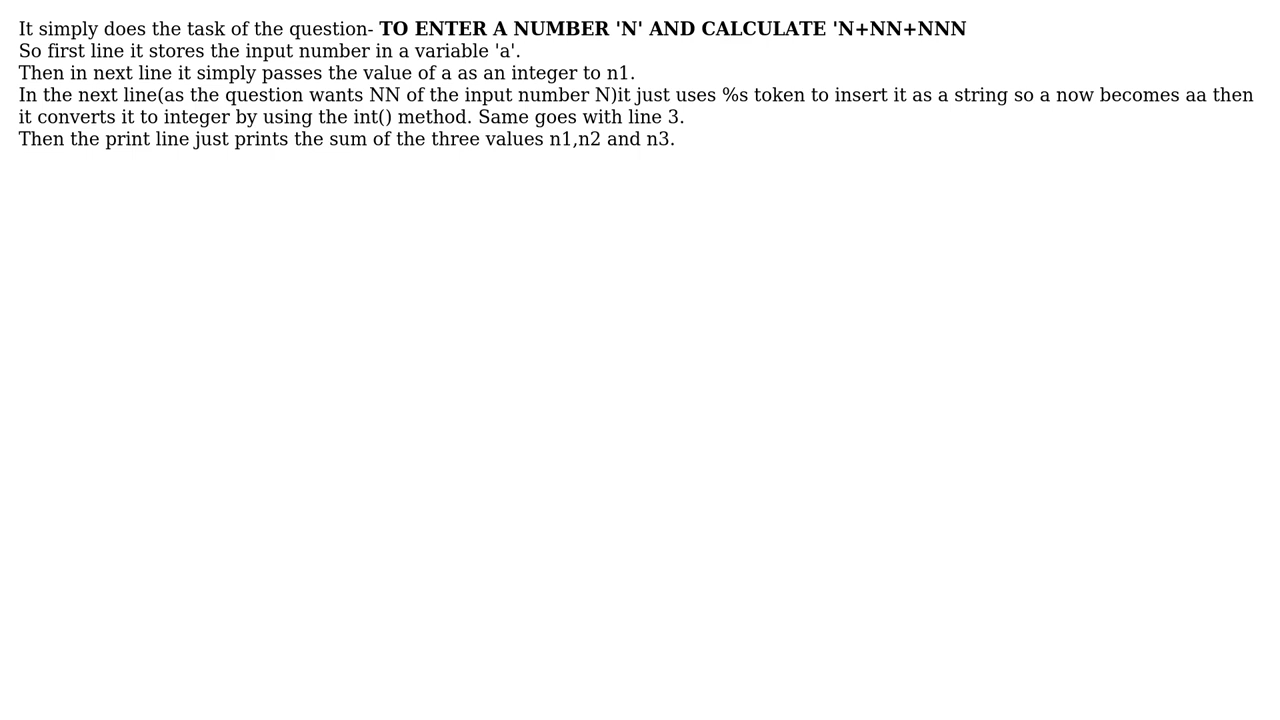 It simply does the task of the question- TO ENTER A NUMBER 'N' AND CALCULATE 'N+NN+NNN
So first line it stores the input number in a variable 'a'.
Then in next line it simply passes the value of a as an integer to n1.
In the next line(as the question wants NN of the input number N)it just uses %s token to insert it as a string so a now becomes aa then
it converts it to integer by using the int() method. Same goes with line 3.
Then the print line just prints the sum of the three values n1,n2 and n3.